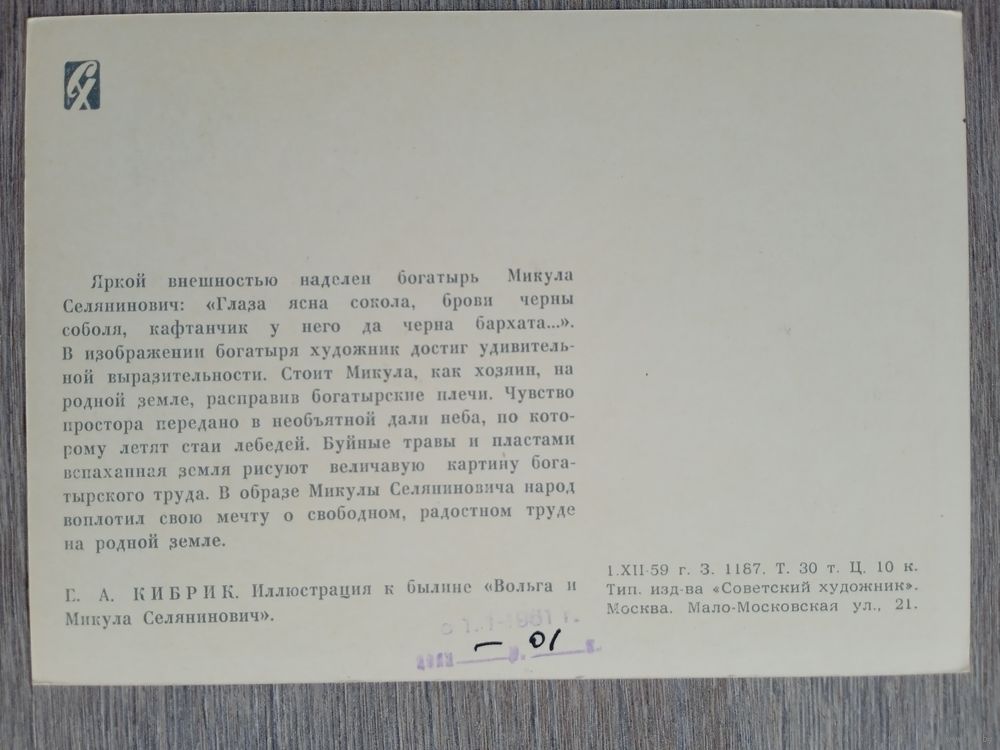 Яркой внешностью наделен богатырь Микула
Селянинович: «Глаза ясна сокола, брови черны
соболя, кафтанчик у него да черна бархата...».
В изображении богатыря художник достиг удивитель-
ной выразительности. Стоит Микула, как хозяин, на
родной земле, расправив богатырские плечи. Чувство
простора передано в необъятной дали неба, по кото-
рому летят стаи лебедей. Буйные травы и пластами
вспаханная земля рисуют величавую картину бога-
тырского труда. В образе Микулы Селяниновича народ
воплотил свою мечту о свободном, радостном труде
на родной земле.
Е. А. КИБРИК. Иллюстрация к былине «Вольга и
Микула Селянинович».
1.XII-59 г. З. 1187. Т. 30 т. Ц. 10 к.
Тип. изд-ва «Советский художник».
Москва. Мало-Московская ул., 21.
— 01